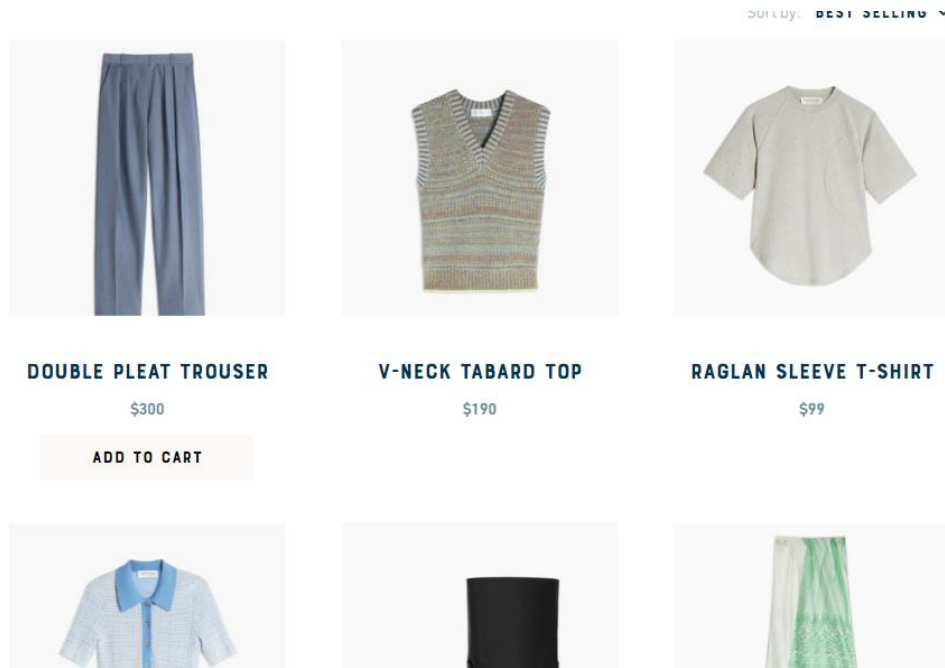 Sort by: BEST SELLING
DOUBLE PLEAT TROUSER
V-NECK TABARD TOP
RAGLAN SLEEVE T-SHIRT
$300
$190
$99
ADD TO CART